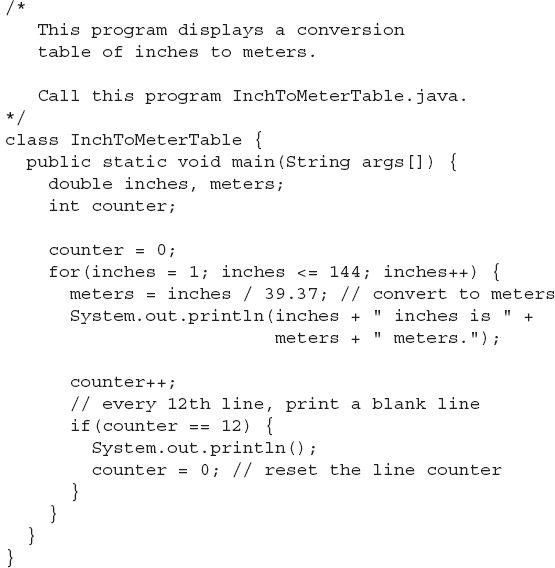 /*
   This program displays a conversion
   table of inches to meters.

   Call this program InchToMeterTable.java.
*/
class InchToMeterTable {
  public static void main(String args[]) {
    double inches, meters;
    int counter;

    counter = 0;
    for(inches = 1; inches <= 144; inches++) {
      meters = inches / 39.37; // convert to meters
      System.out.println(inches + " inches is " +
                         meters + " meters.");

      counter++;
      // every 12th line, print a blank line
      if(counter == 12) {
        System.out.println();
        counter = 0; // reset the line counter
      }
    }
  }
}